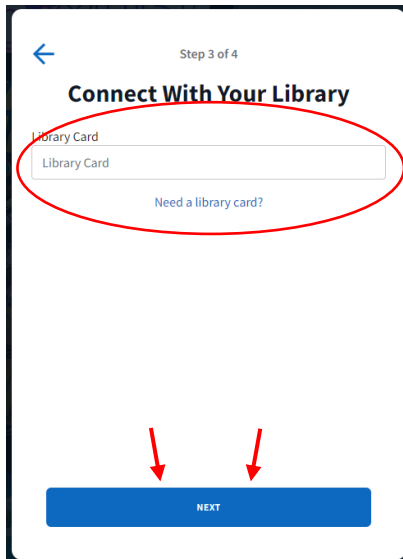 Step 3 of 4
Connect With Your Library
Library Card
Library Card
Need a library card?
NEXT